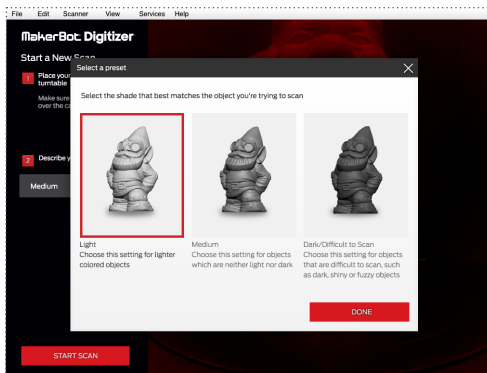 File Edit Scanner View Services Help
MakerBot Digitizer
Start a New Scan
Select a preset
1 Place your
turntable
Make sure
over the
Select the shade that best matches the object you're trying to scan
2 Describe
Medium
Light
Choose this setting for lighter
colored objects
Medium
Choose this setting for objects
which are neither light nor dark
Dark/Difficult to Scan
Choose this setting for objects
that are difficult to scan, such
as dark, shiny or fuzzy objects
DONE
START SCAN